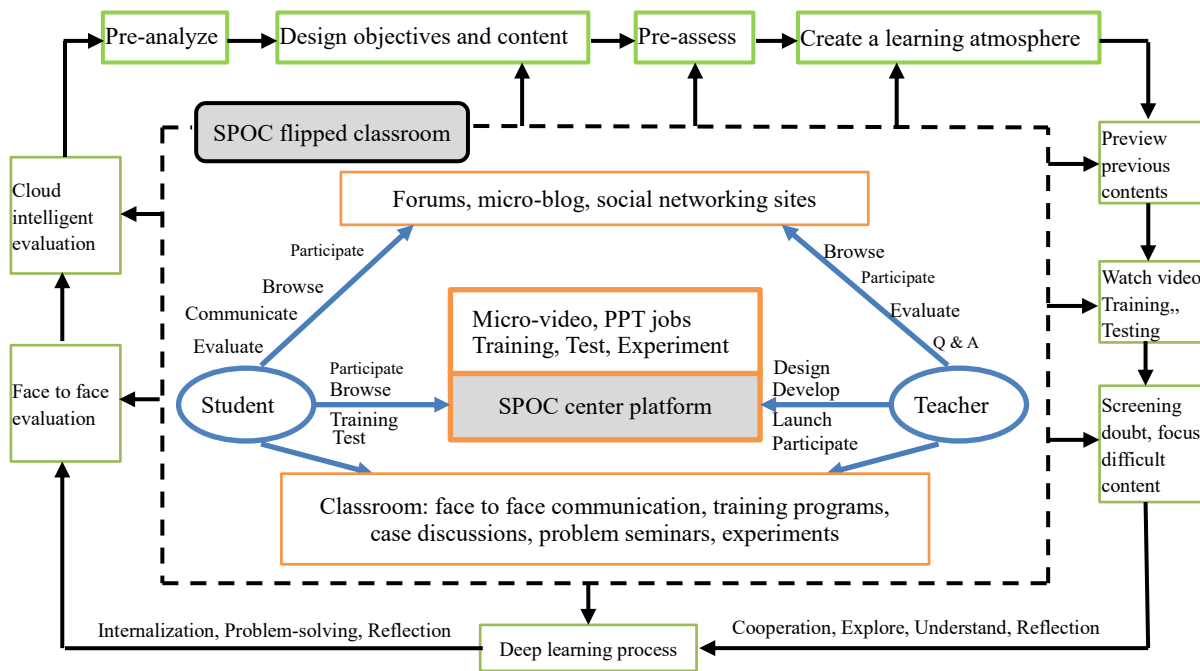 Pre-analyze
Design objectives and content
Pre-assess
Create a learning atmosphere
SPOC flipped classroom
Preview
previous
contents
Cloud
intelligent
evaluation
Forums, micro-blog, social networking sites
Participate
Browse
Communicate
Evaluate
Browse
Participate
Evaluate
Q & A
Watch video
Training,,
Testing
Micro-video, PPT jobs
Training, Test, Experiment
SPOC center platform
Face to face
evaluation
Student
Participate
Browse
Training
Test
Design
Develop
Launch
Participate
Teacher
Screening
doubt, focus
difficult
content
Classroom: face to face communication, training programs,
case discussions, problem seminars, experiments
Internalization, Problem-solving, Reflection
Deep learning process
Cooperation, Explore, Understand, Reflection